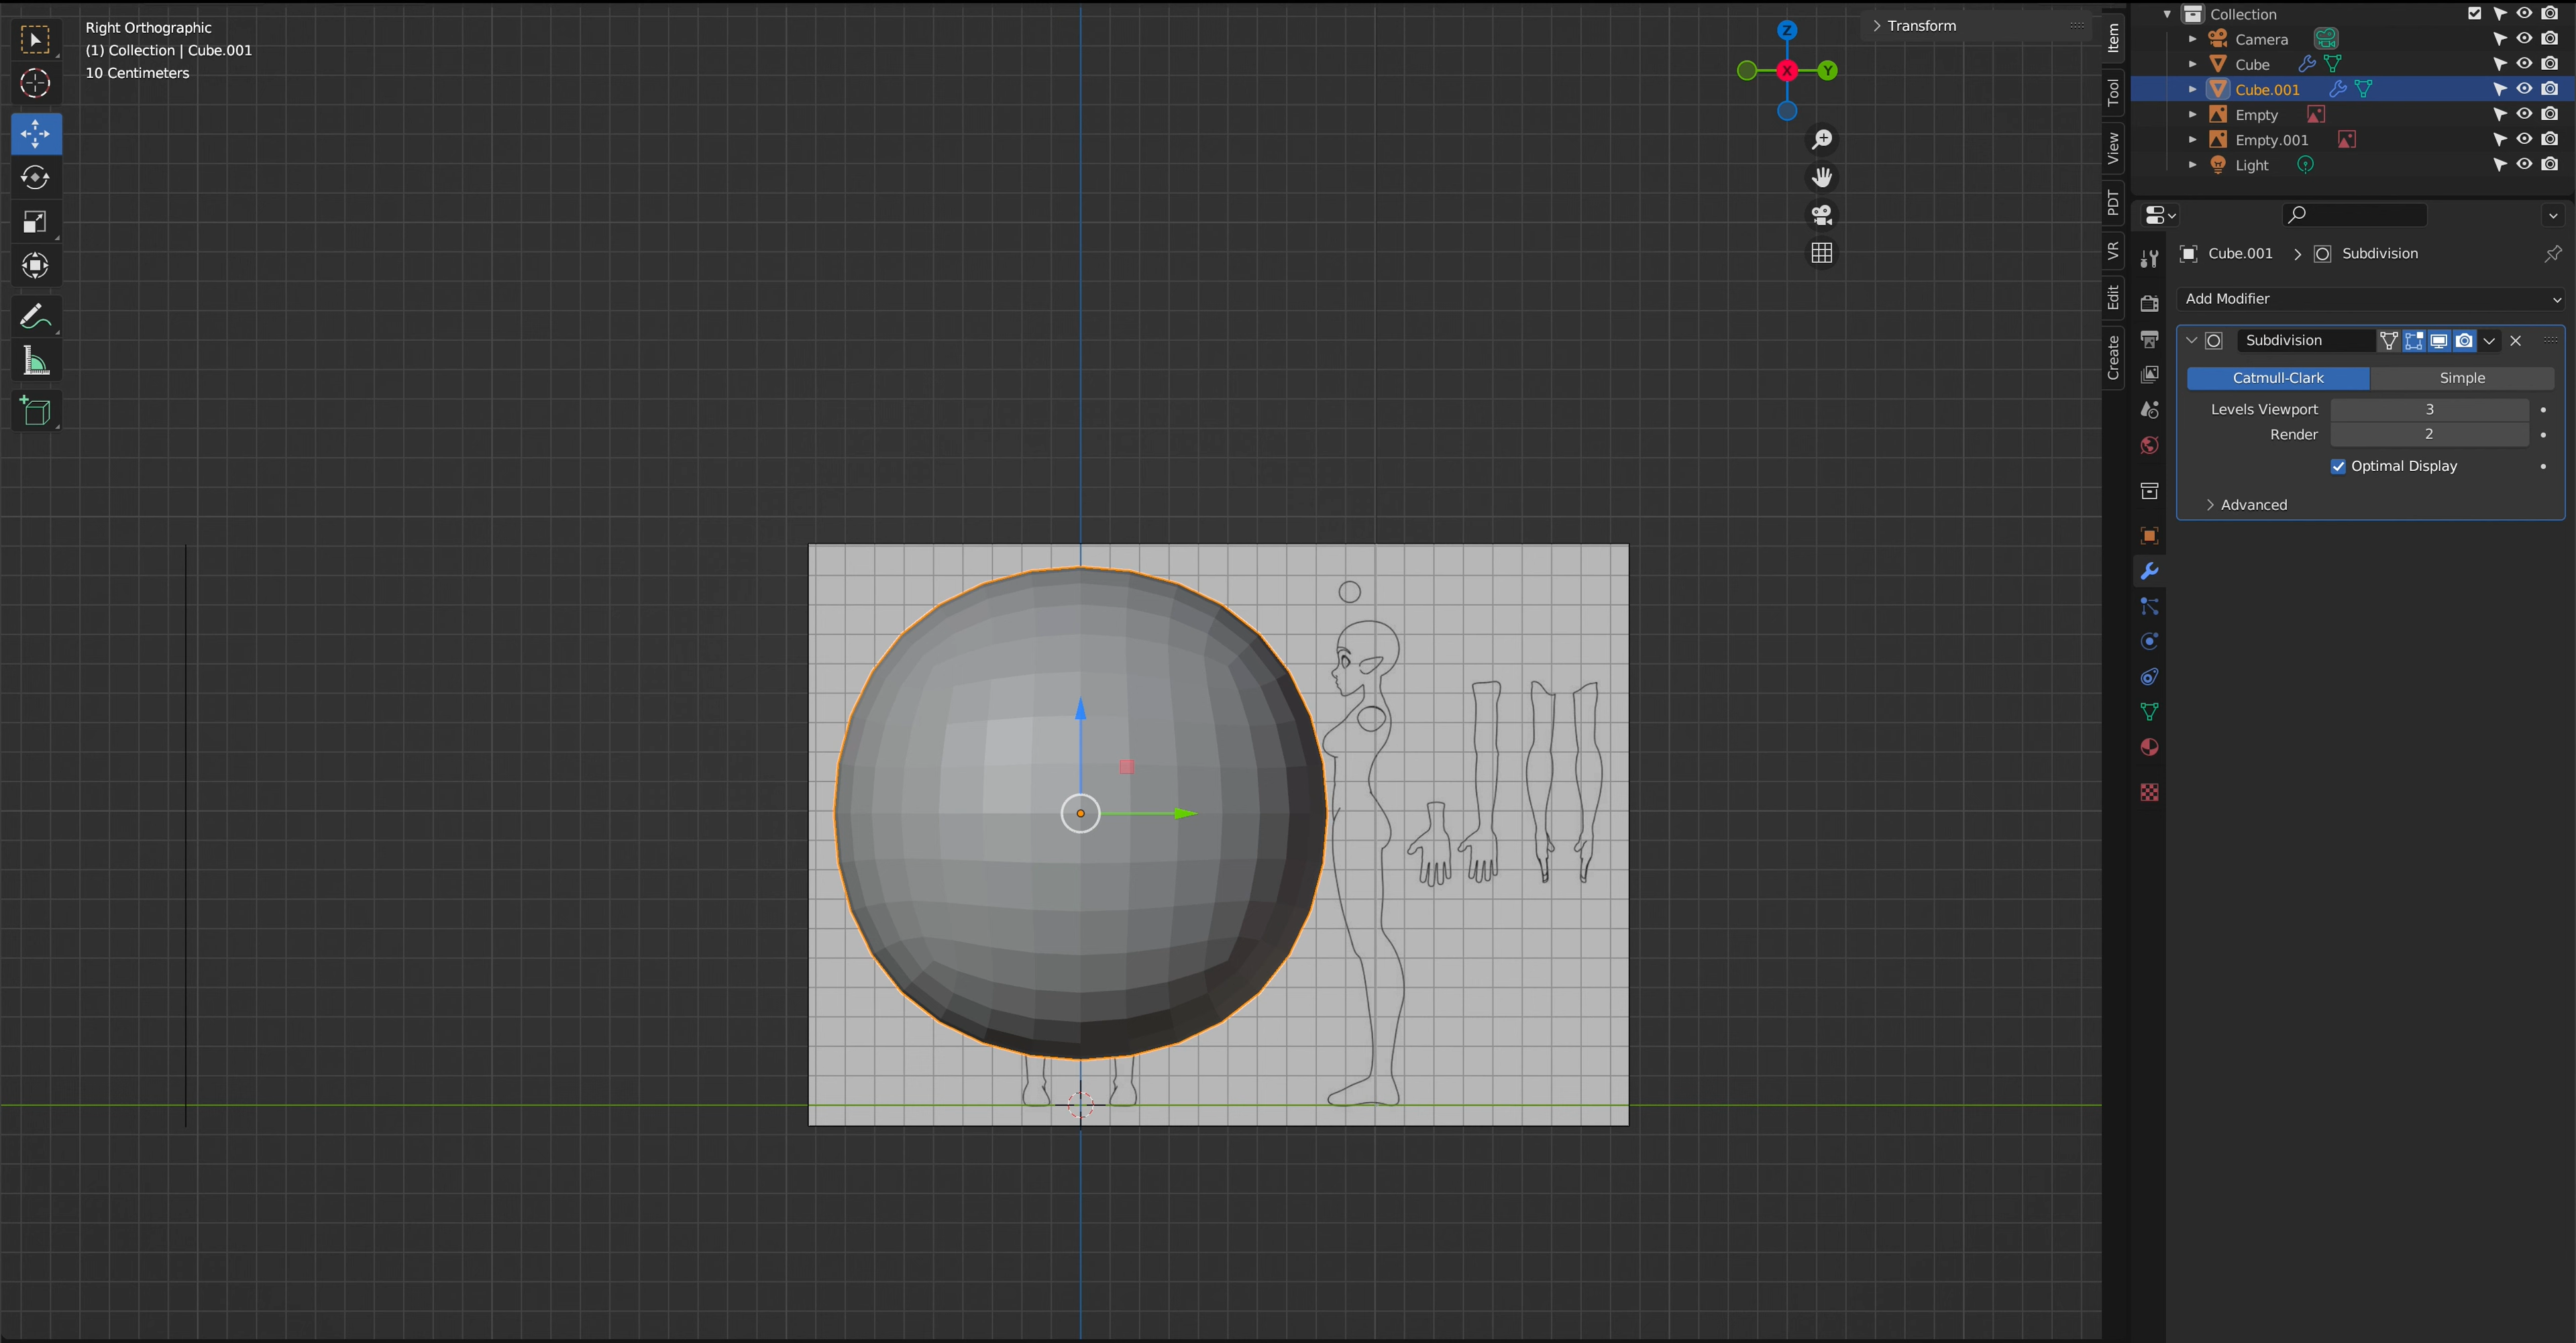 Right Orthographic
(1) Collection | Cube.001
10 Centimeters
Transform
Z
X
Y
Item
Tool
View
PDT
VR
Edit
Create
Collection
Camera
Cube
Cube.001
Empty
Empty.001
Light
Cube.001 > Subdivision
Add Modifier
Subdivision
Catmull-Clark Simple
Levels Viewport 3
Render 2
Optimal Display
Advanced